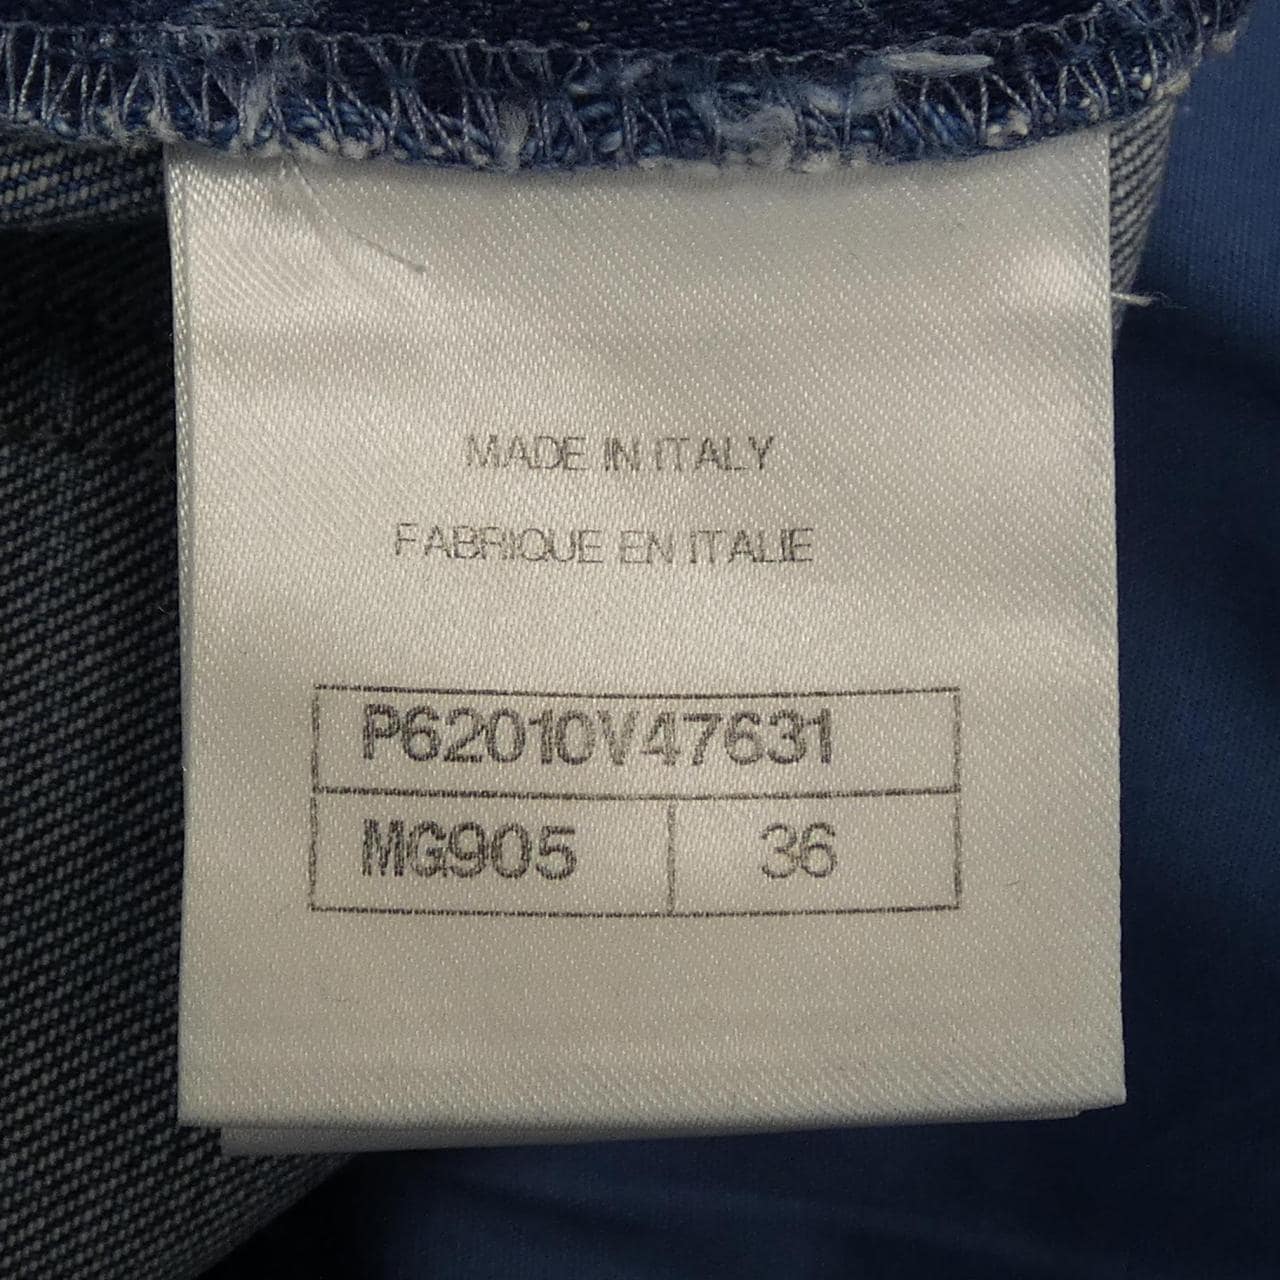 MADE IN ITALY
FABRIQUE EN ITALIE
P62010V47631
MG905 36